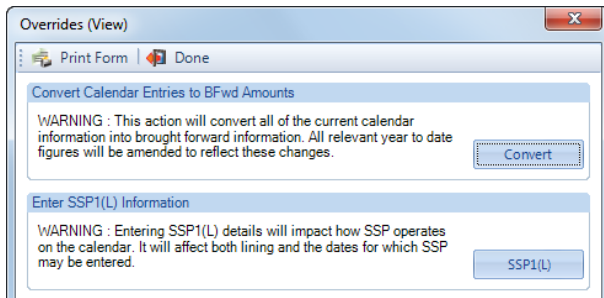 Overrides (View)
Print Form Done
Convert Calendar Entries to BFwd Amounts
WARNING : This action will convert all of the current calendar
information into brought forward information. All relevant year to date
figures will be amended to reflect these changes.
Convert
Enter SSP1(L) Information
WARNING : Entering SSP1(L) details will impact how SSP operates
on the calendar. It will affect both lining and the dates for which SSP
may be entered.
SSP1(L)